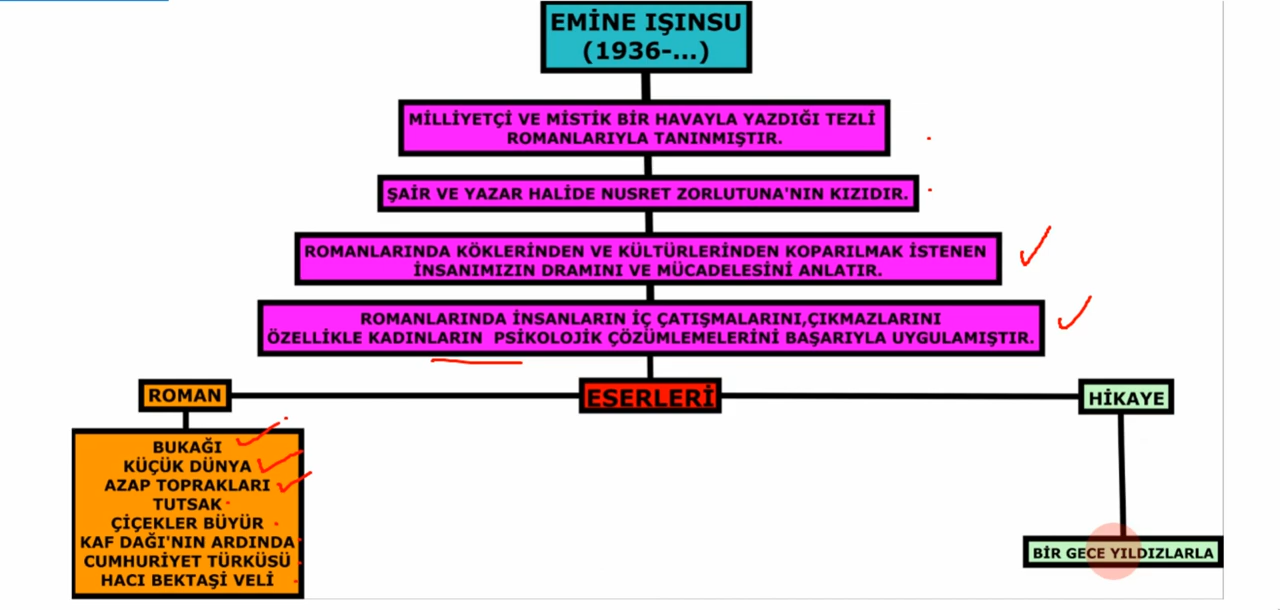 EMİNE IŞINSU
(1936-...)
MİLLİYETÇİ VE MİSTİK BİR HAVAYLA YAZDIĞI TEZLİ
ROMANLARIYLA TANINMIŞTIR.
ŞAİR VE YAZAR HALİDE NUSRET ZORLUTUNA'NIN KIZIDIR.
ROMANLARINDA KÖKLERİNDEN VE KÜLTÜRLERİNDEN KOPARILMAK İSTENEN
İNSANIMIZIN DRAMINI VE MÜCADELESİNİ ANLATIR.
ROMANLARINDA İNSANLARIN İÇ ÇATIŞMALARINI,ÇIKMAZLARINI
ÖZELLİKLE KADINLARIN  PSİKOLOJİK ÇÖZÜMLEMELERİNİ BAŞARIYLA UYGULAMIŞTIR.
ESERLERİ
ROMAN
BUKAĞI
KÜÇÜK DÜNYA
AZAP TOPRAKLARI
TUTSAK
ÇİÇEKLER BÜYÜR
KAF DAĞI'NIN ARDINDA
CUMHURİYET TÜRKÜSÜ
HACI BEKTAŞİ VELİ
HİKAYE
BİR GECE YILDIZLARLA